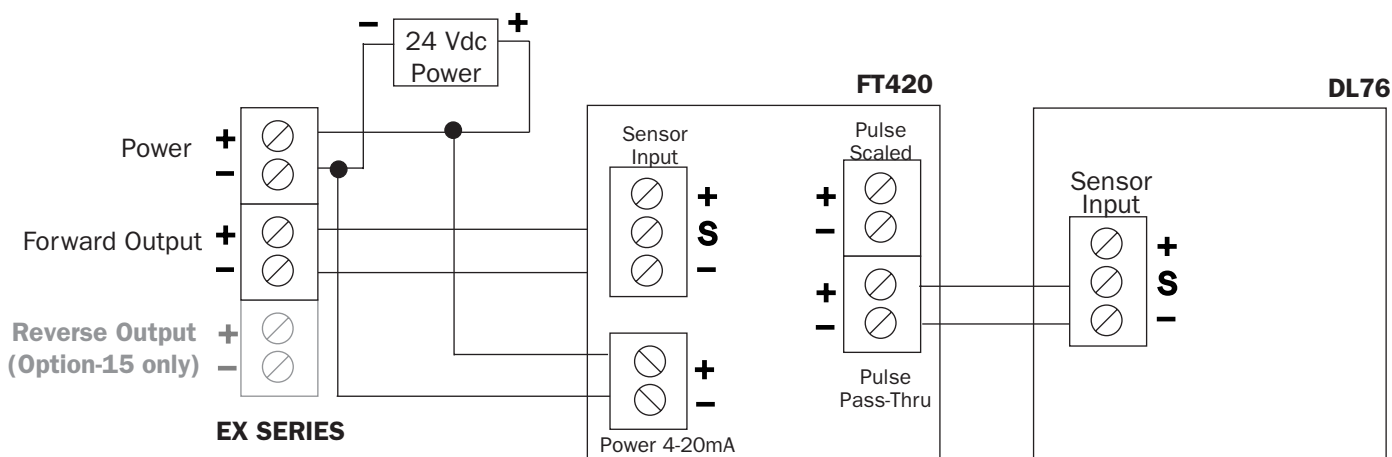 − 24 Vdc +
Power
FT420
DL76
Power + −
Forward Output + −
Reverse Output + −
(Option-15 only)
EX SERIES
Sensor
Input
+
S
−
+
−
Power 4-20mA
Pulse
Scaled
+
−
+
−
Pulse
Pass-Thru
Sensor
Input
+
S
−